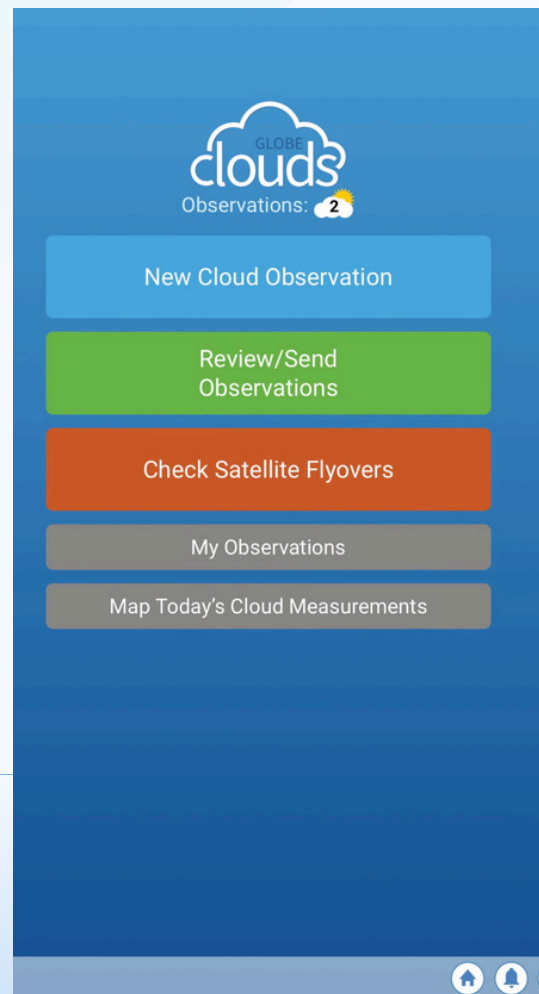 GLOBE
clouds
Observations: 2
New Cloud Observation
Review/Send
Observations
Check Satellite Flyovers
My Observations
Map Today's Cloud Measurements